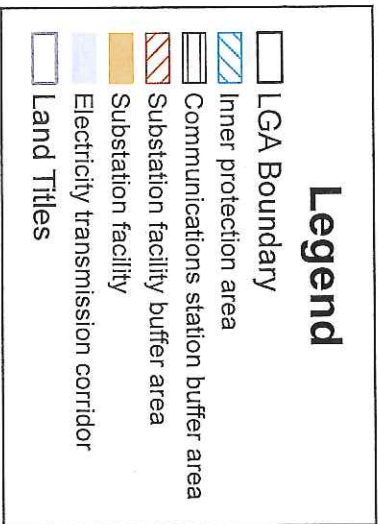 Legend
LGA Boundary
Inner protection area
Communications station buffer area
Substation facility buffer area
Substation facility
Electricity transmission corridor
Land Titles